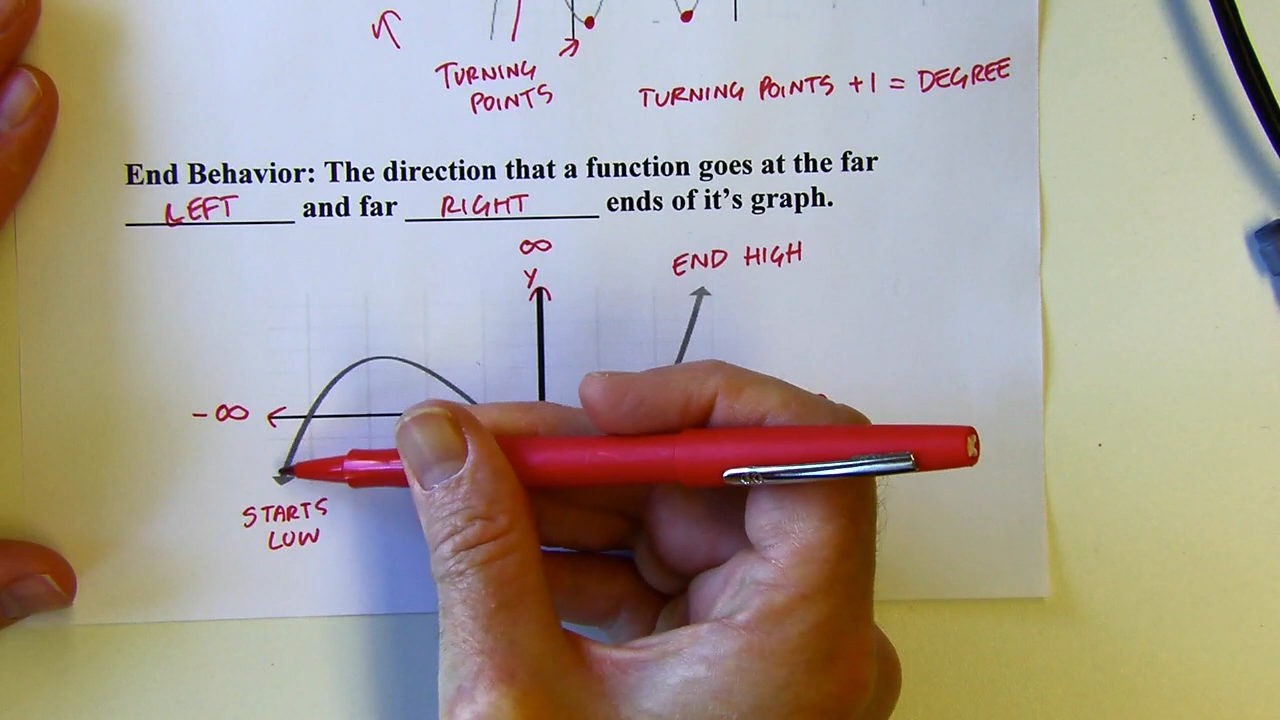 TURNING
POINTS
TURNING POINTS +1 = DEGREE
End Behavior: The direction that a function goes at the far
LEFT and far RIGHT ends of it's graph.
∞
Y
END HIGH
-∞
STARTS
LOW